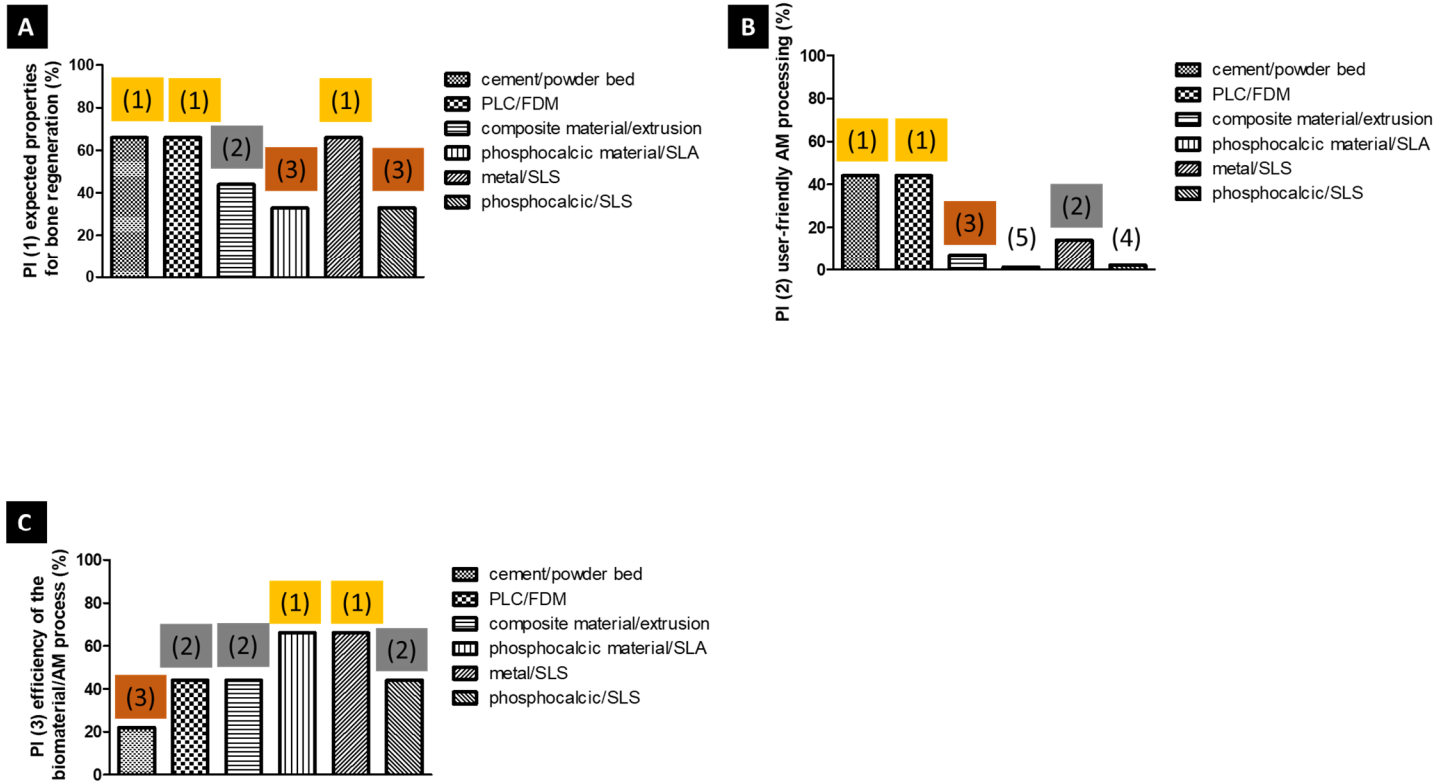 A
PI (1) expected properties
for bone regeneration (%)
100
80
60
40
20
0
(1)
(1)
(2)
(3)
(1)
(3)
cement/powder bed
PLC/FDM
composite material/extrusion
phosphocalcic material/SLA
metal/SLS
phosphocalcic/SLS
B
PI (2) user-friendly AM processing (%)
100
80
60
40
20
0
(1)
(1)
(3)
(5)
(2)
(4)
cement/powder bed
PLC/FDM
composite material/extrusion
phosphocalcic material/SLA
metal/SLS
phosphocalcic/SLS
C
PI (3) efficiency of the
biomaterial/AM process (%)
100
80
60
40
20
0
(3)
(2)
(2)
(1)
(1)
(2)
cement/powder bed
PLC/FDM
composite material/extrusion
phosphocalcic material/SLA
metal/SLS
phosphocalcic/SLS